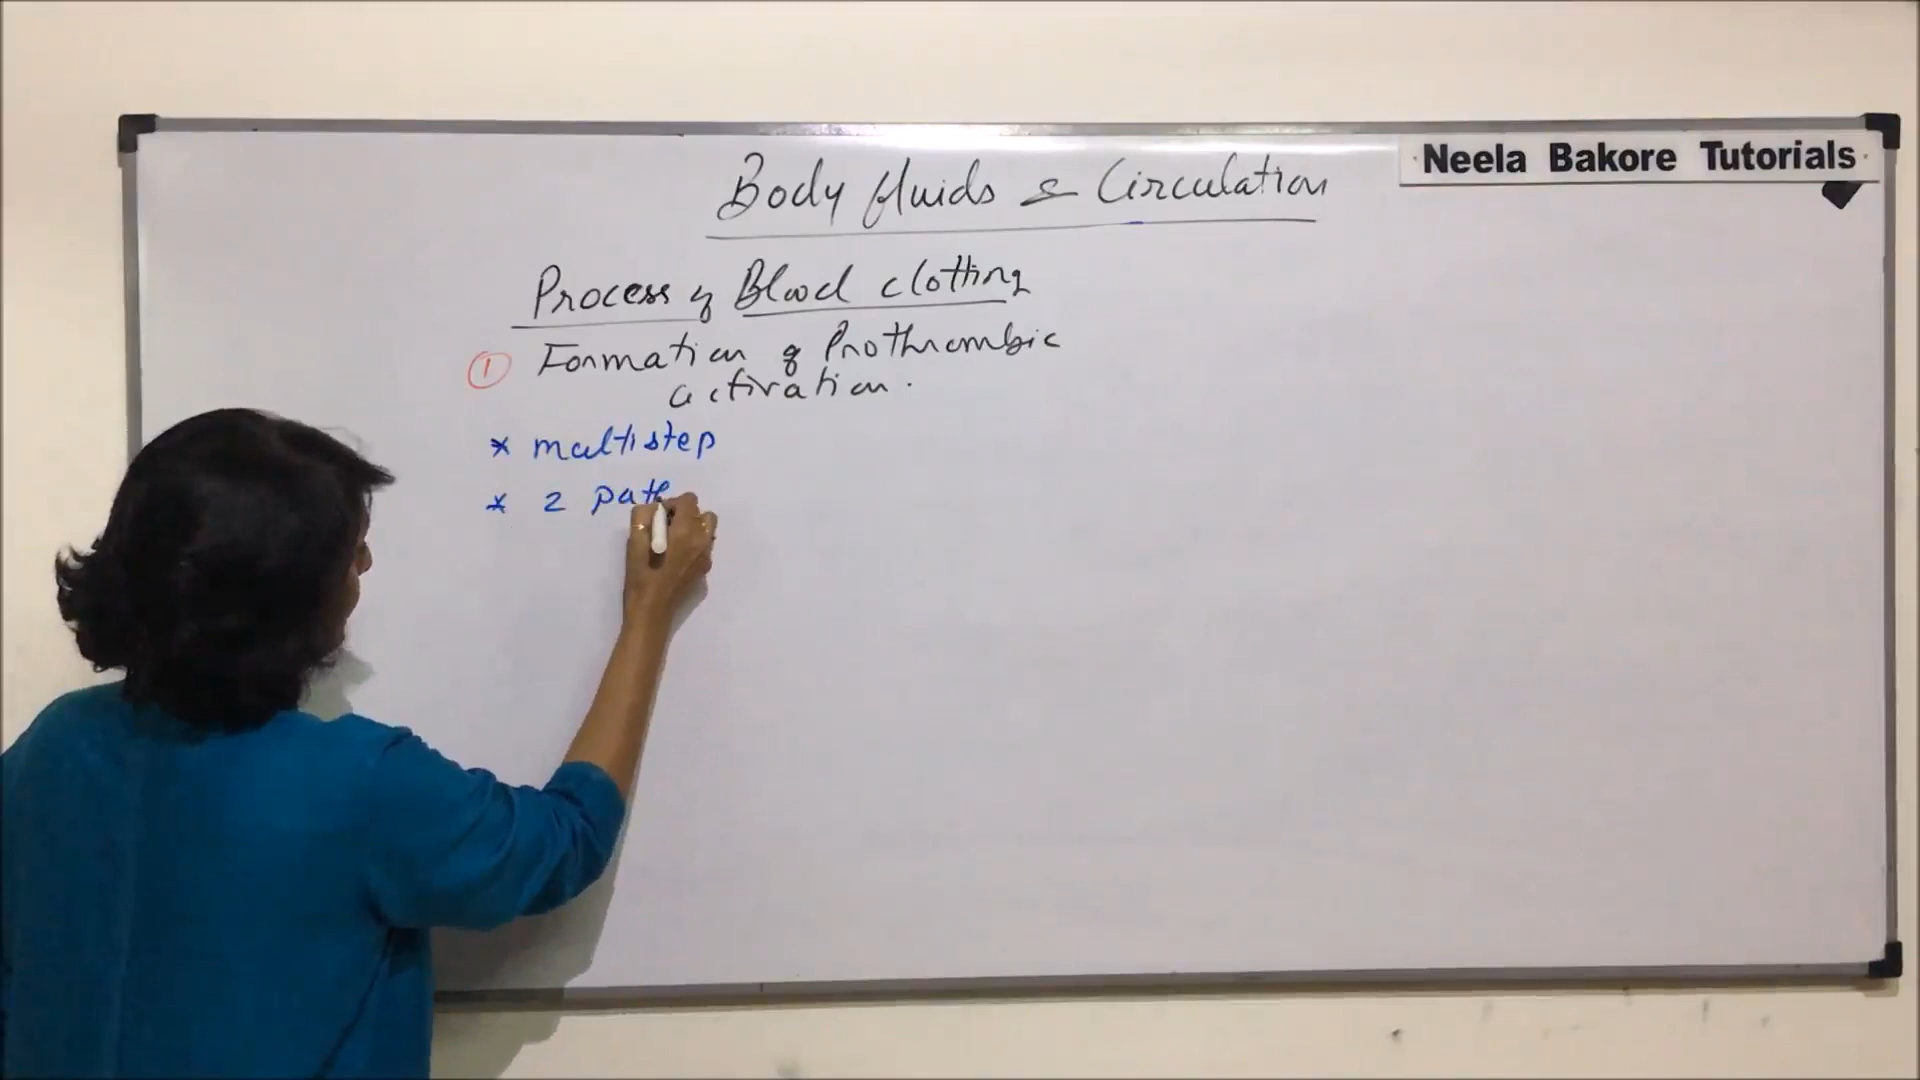 Neela Bakore Tutorials
Body fluids & Circulation
Process of Blood clotting
① Formation of Prothrombic
activation.
* multistep
* 2 path